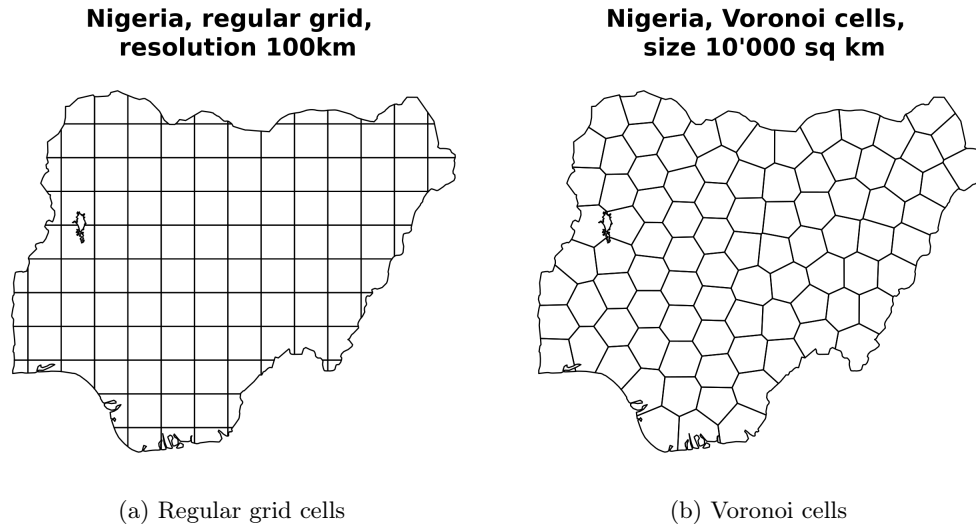 Nigeria, regular grid,
resolution 100km
Nigeria, Voronoi cells,
size 10'000 sq km
(a) Regular grid cells
(b) Voronoi cells